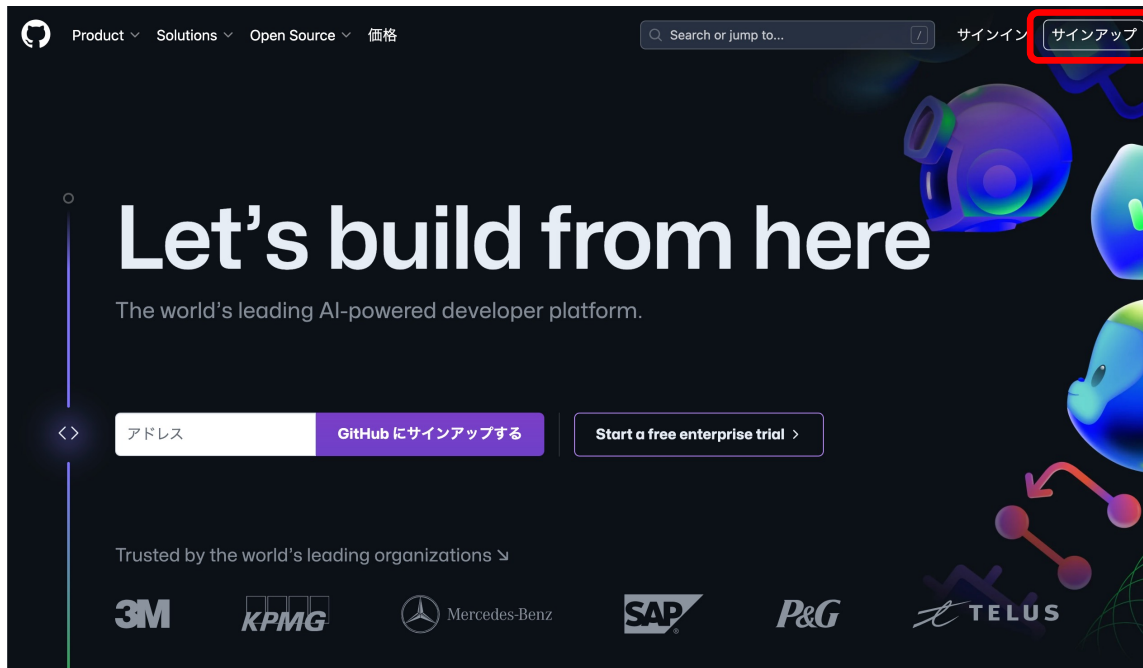 Product Solutions Open Source 価格 Search or jump to... / サインイン サインアップ
Let's build from here
The world's leading AI-powered developer platform.
アドレス GitHub にサインアップする Start a free enterprise trial
Trusted by the world's leading organizations
3M KPMG Mercedes-Benz SAP P&G TELUS